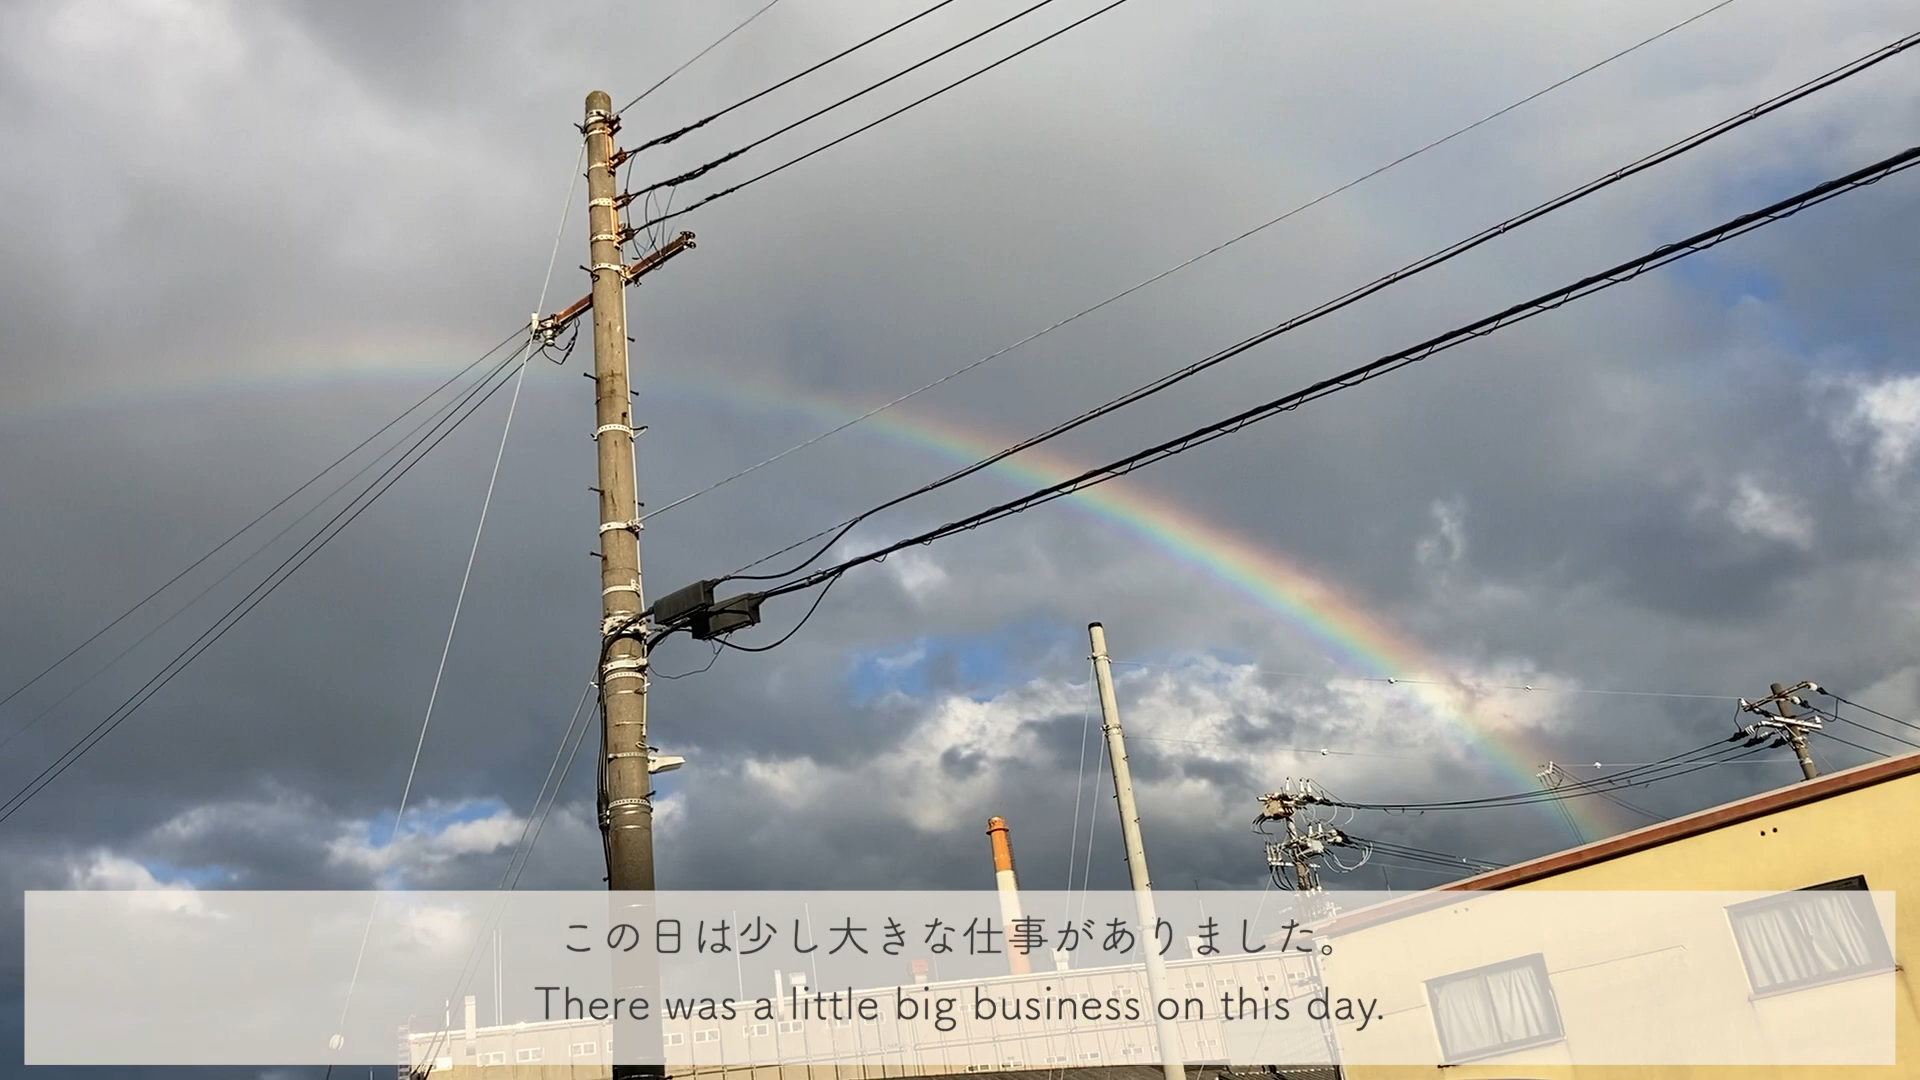 この日は少し大きな仕事がありました。
There was a little big business on this day.